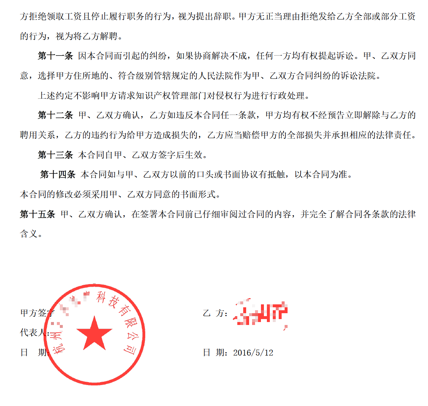 方拒绝领取工资且停止履行职务的行为，视为提出辞职。甲方无正当理由拒绝发给乙方全部或部分工资
的行为，视为将乙方解聘。
第十一条 因本合同而引起的纠纷，如果协商解决不成，任何一方均有权提起诉讼。甲、乙双方同
意，选择甲方住所地的、符合级别管辖规定的人民法院作为甲、乙双方合同纠纷的诉讼法院。
上述约定不影响甲方请求知识产权管理部门对侵权行为进行行政处理。
第十二条 甲、乙双方确认，乙方如违反本合同任一条款，甲方均有权不经预告立即解除与乙方的
聘用关系，乙方的违约行为给甲方造成损失的，乙方应当赔偿甲方的全部损失并承担相应的法律责任。
第十三条 本合同自甲、乙双方签字后生效。
第十四条 本合同如与甲、乙双方以前的口头或书面协议有抵触，以本合同为准。
本合同的修改必须采用甲、乙双方同意的书面形式。
第十五条 甲、乙双方确认，在签署本合同前已仔细审阅过合同的内容，并完全了解合同各条款的法律
含义。
甲方签字 乙 方：
代表人：
日 期 日 期：2016/5/12
杭州 科技有限公司